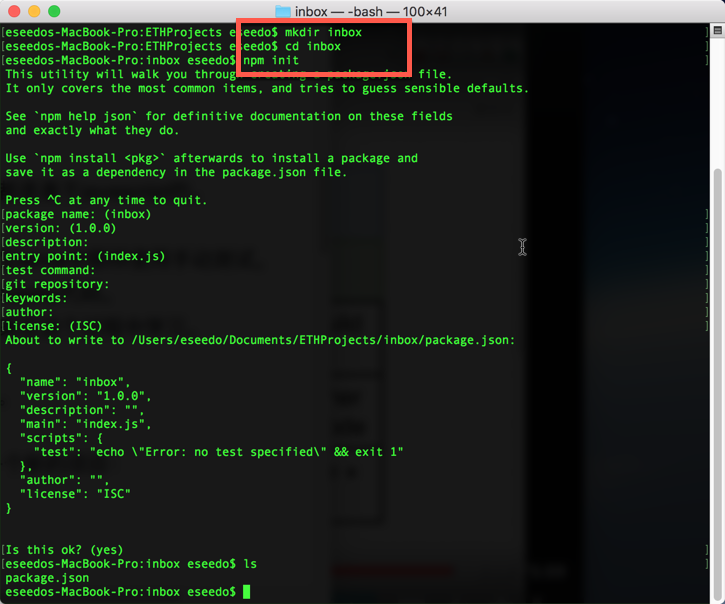 inbox — -bash — 100×41
[eseedos-MacBook-Pro:ETHProjects eseedo$ mkdir inbox ]
[eseedos-MacBook-Pro:ETHProjects eseedo$ cd inbox ]
[eseedos-MacBook-Pro:inbox eseedo$ npm init ]
This utility will walk you through creating a package.json file.
It only covers the most common items, and tries to guess sensible defaults.
See `npm help json` for definitive documentation on these fields
and exactly what they do.
Use `npm install <pkg>` afterwards to install a package and
save it as a dependency in the package.json file.
Press ^C at any time to quit.
[package name: (inbox) ]
[version: (1.0.0) ]
[description: ]
[entry point: (index.js) ]
[test command: ]
[git repository: ]
[keywords: ]
[author: ]
[license: (ISC) ]
About to write to /Users/eseedo/Documents/ETHProjects/inbox/package.json:
{
  "name": "inbox",
  "version": "1.0.0",
  "description": "",
  "main": "index.js",
  "scripts": {
    "test": "echo \"Error: no test specified\" && exit 1"
  },
  "author": "",
  "license": "ISC"
}
[Is this ok? (yes) ]
[eseedos-MacBook-Pro:inbox eseedo$ ls ]
package.json
eseedos-MacBook-Pro:inbox eseedo$